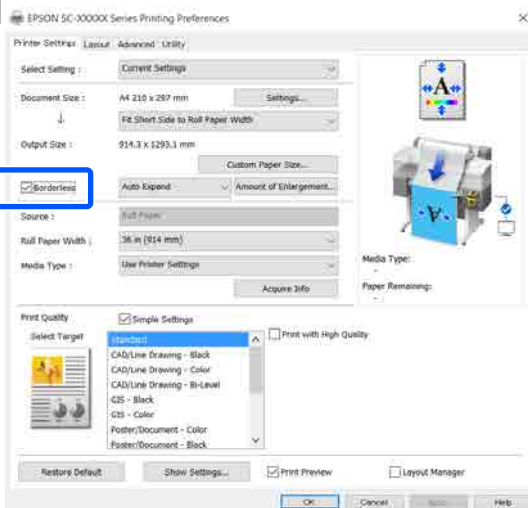 EPSON SC-XXXXX Series Printing Preferences
Printer Settings Layout Advanced Utility
Select Setting : Current Settings
Document Size : A4 210 x 297 mm Settings...
Fit Short Side to Roll Paper Width
Output Size : 914.3 x 1293.1 mm
Custom Paper Size...
Borderless Auto Expand Amount of Enlargement...
Source : Roll Paper
Roll Paper Width : 36 in (914 mm)
Media Type : Use Printer Settings
Acquire Info
A
Media Type:
-
Paper Remaining:
-
Print Quality Simple Settings
Select Target Standard Print with High Quality
CAD/Line Drawing - Black
CAD/Line Drawing - Color
CAD/Line Drawing - Bi-Level
GIS - Black
GIS - Color
Poster/Document - Color
Poster/Document - Black
Restore Default Show Settings... Print Preview Layout Manager
OK Cancel Help